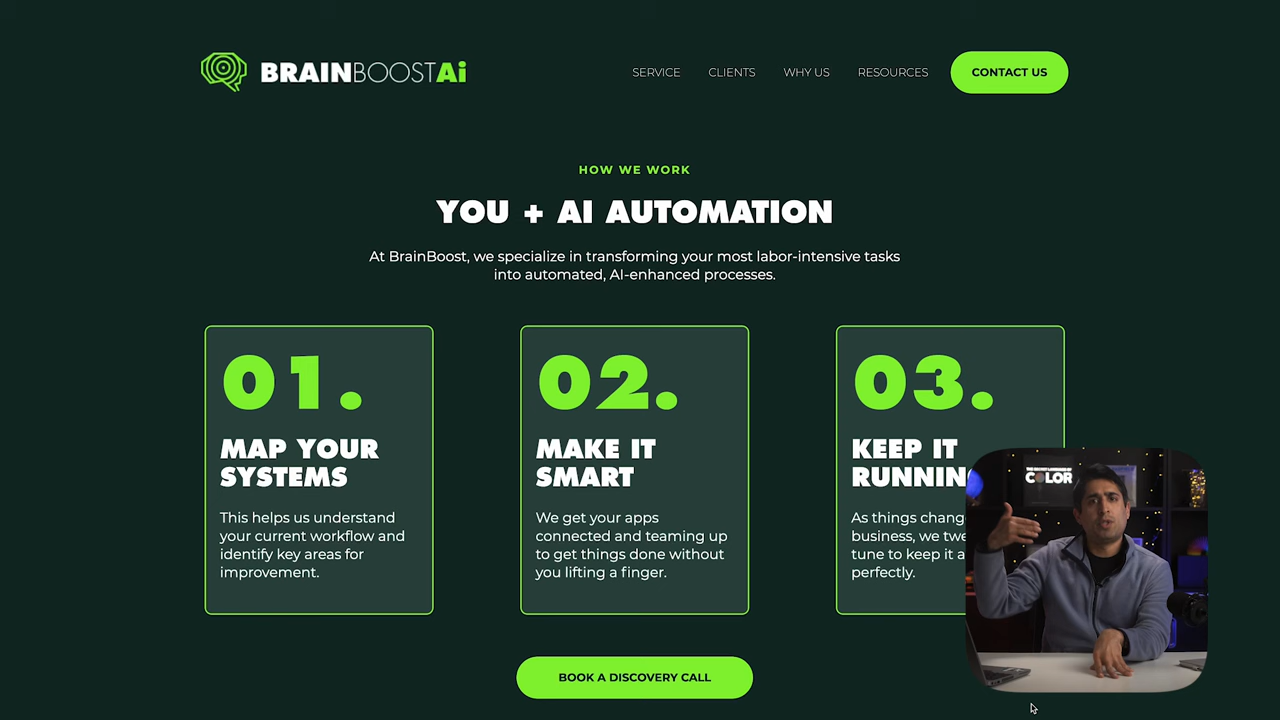 BRAINBOOSTAi
SERVICE
CLIENTS
WHY US
RESOURCES
CONTACT US
HOW WE WORK
YOU + AI AUTOMATION
At BrainBoost, we specialize in transforming your most labor-intensive tasks
into automated, AI-enhanced processes.
01.
MAP YOUR
SYSTEMS
This helps us understand
your current workflow and
identify key areas for
improvement.
02.
MAKE IT
SMART
We get your apps
connected and teaming up
to get things done without
you lifting a finger.
03.
KEEP IT
As things
business, we
tune to keep it
perfectly.
COLOR
BOOK A DISCOVERY CALL